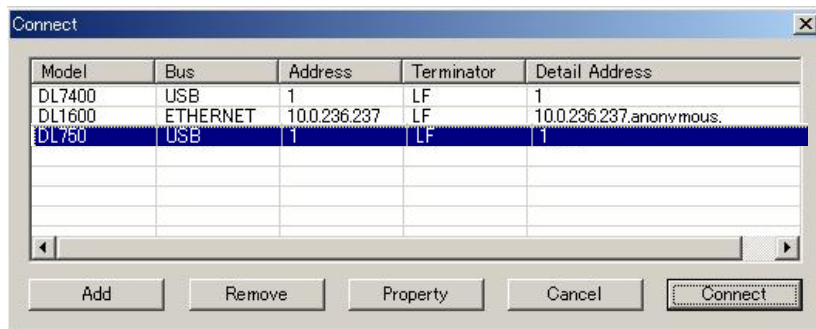 Connect
Model Bus Address Terminator Detail Address
DL7400 USB 1 LF 1
DL1600 ETHERNET 10.0.236.237 LF 10.0.236.237.anonymous.
DL750 USB 1 LF 1
Add Remove Property Cancel Connect